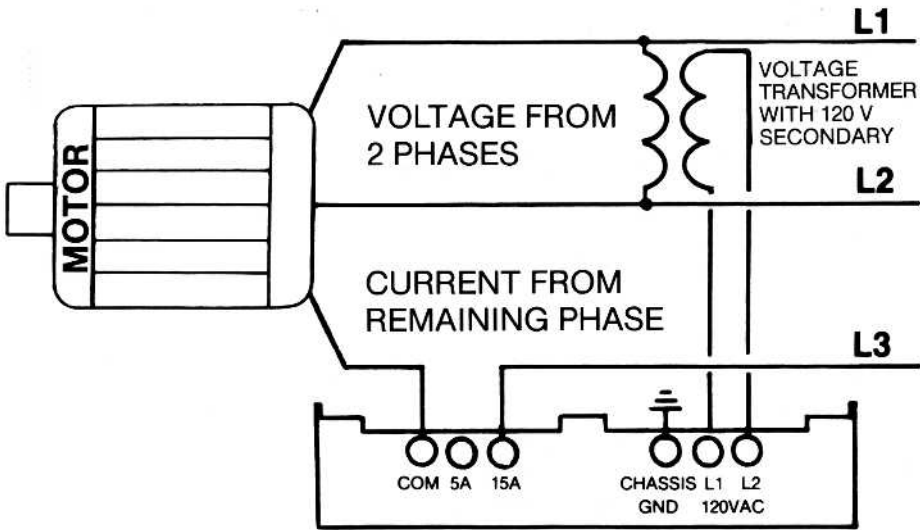 L1
VOLTAGE FROM
2 PHASES
VOLTAGE
TRANSFORMER
WITH 120 V
SECONDARY
MOTOR
L2
CURRENT FROM
REMAINING PHASE
L3
COM 5A 15A
CHASSIS L1 L2
GND 120VAC